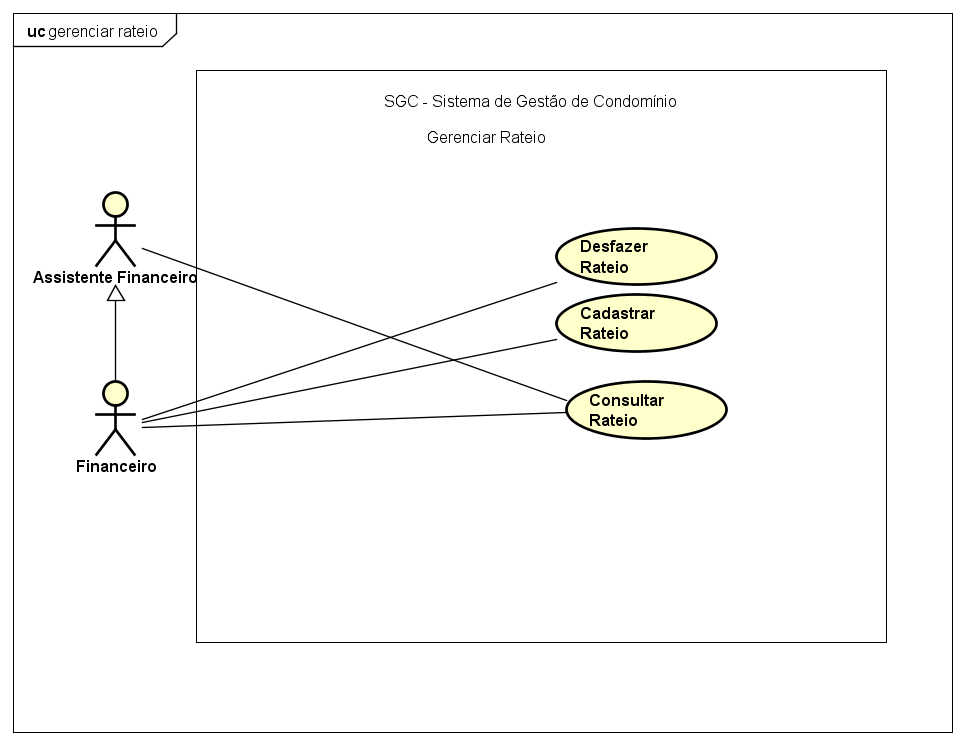 uc gerenciar rateio
SGC - Sistema de Gestão de Condomínio
Gerenciar Rateio
Assistente Financeiro
Desfazer
Rateio
Cadastrar
Rateio
Consultar
Rateio
Financeiro